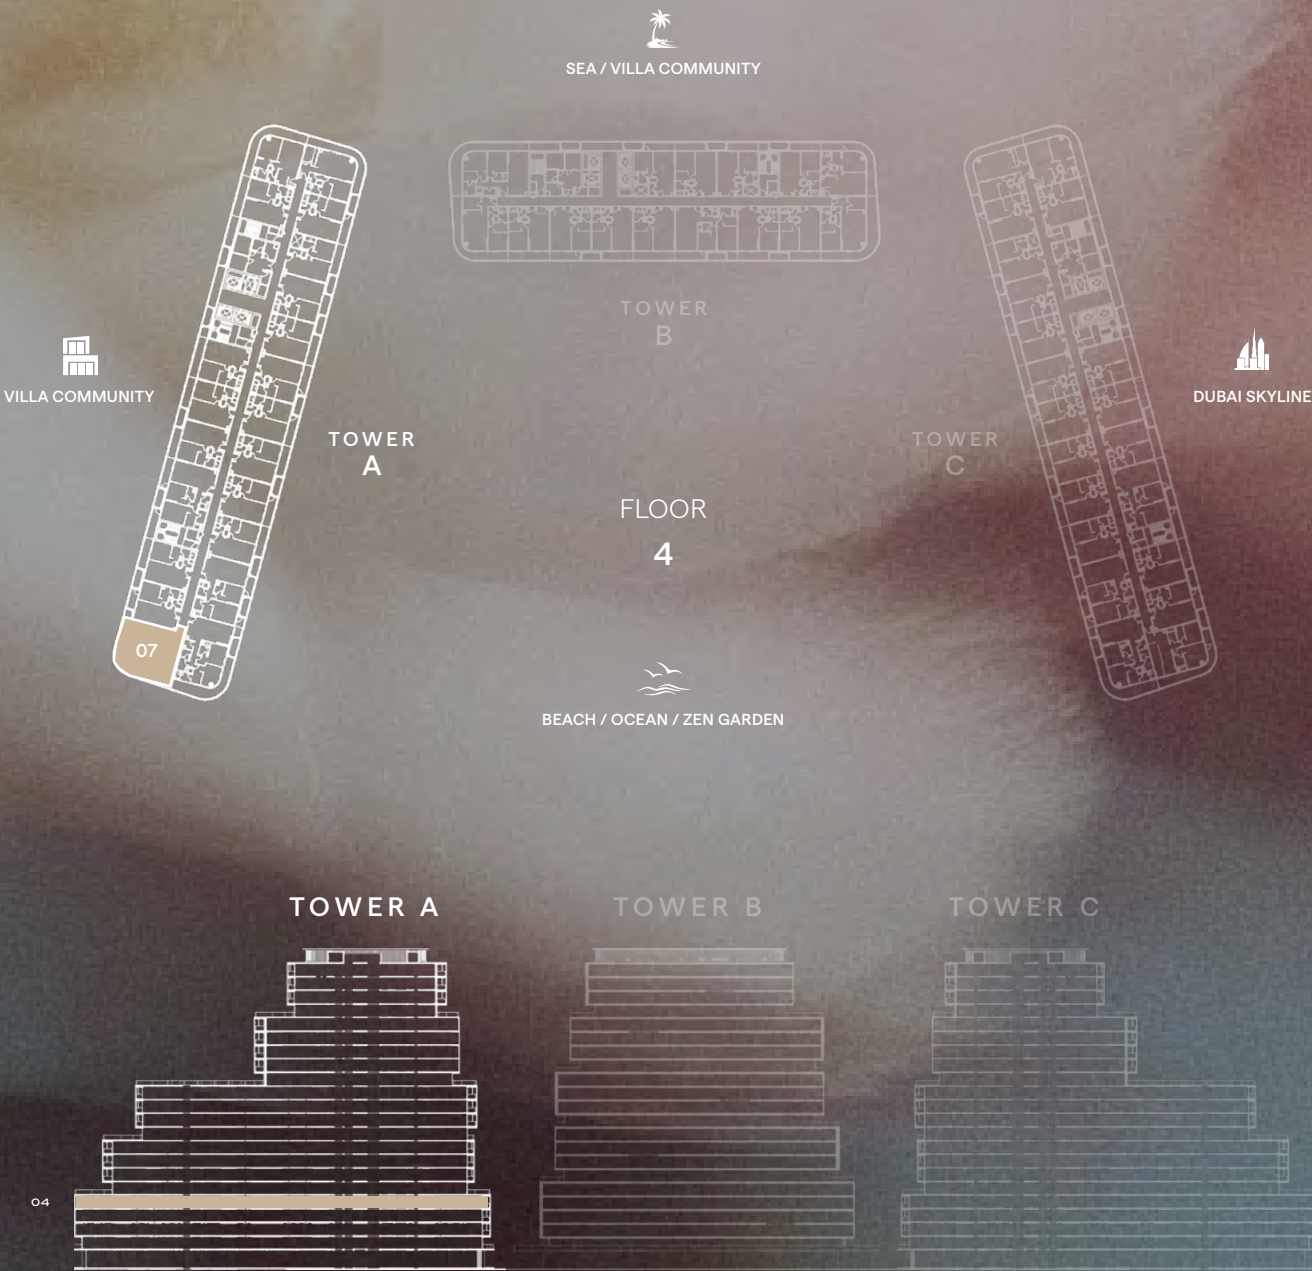 SEA / VILLA COMMUNITY
TOWER
B
VILLA COMMUNITY
DUBAI SKYLINE
TOWER
A
TOWER
C
FLOOR
4
07
BEACH / OCEAN / ZEN GARDEN
TOWER A
TOWER B
TOWER C
04